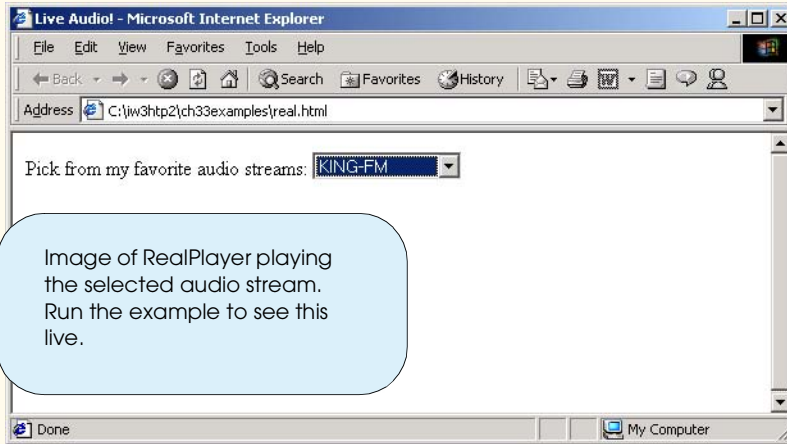 Live Audio! - Microsoft Internet Explorer
File Edit View Favorites Tools Help
Back Search Favorites History
Address C:\iw3htp2\ch33examples\real.html
Pick from my favorite audio streams: KING-FM
Image of RealPlayer playing
the selected audio stream.
Run the example to see this
live.
Done My Computer